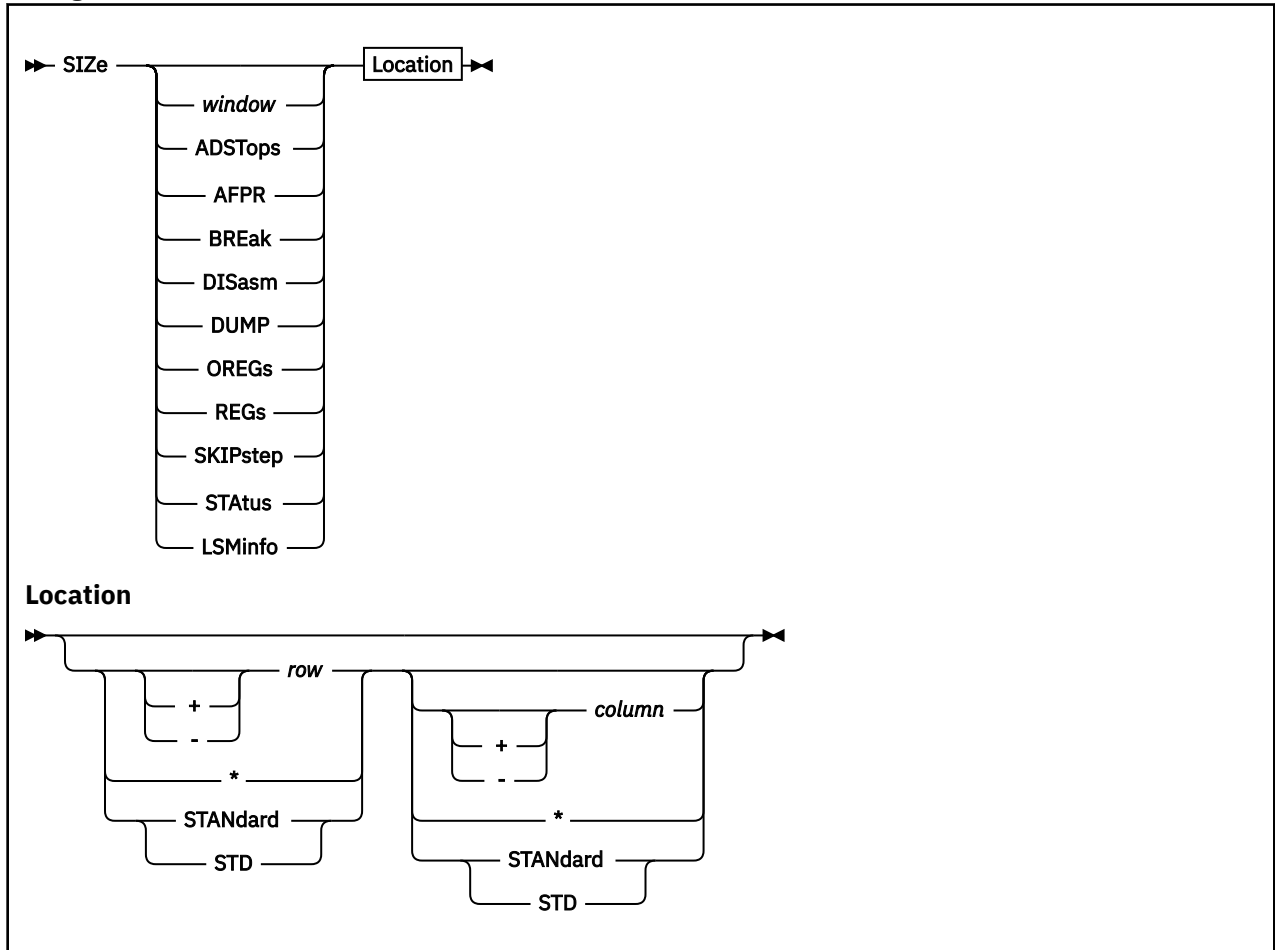 SIZe
Location
window
ADSTops
AFPR
BREak
DISasm
DUMP
OREGs
REGs
SKIPstep
STAtus
LSMinfo
Location
row
+
-
*
STANdard
STD
column
+
-
*
STANdard
STD